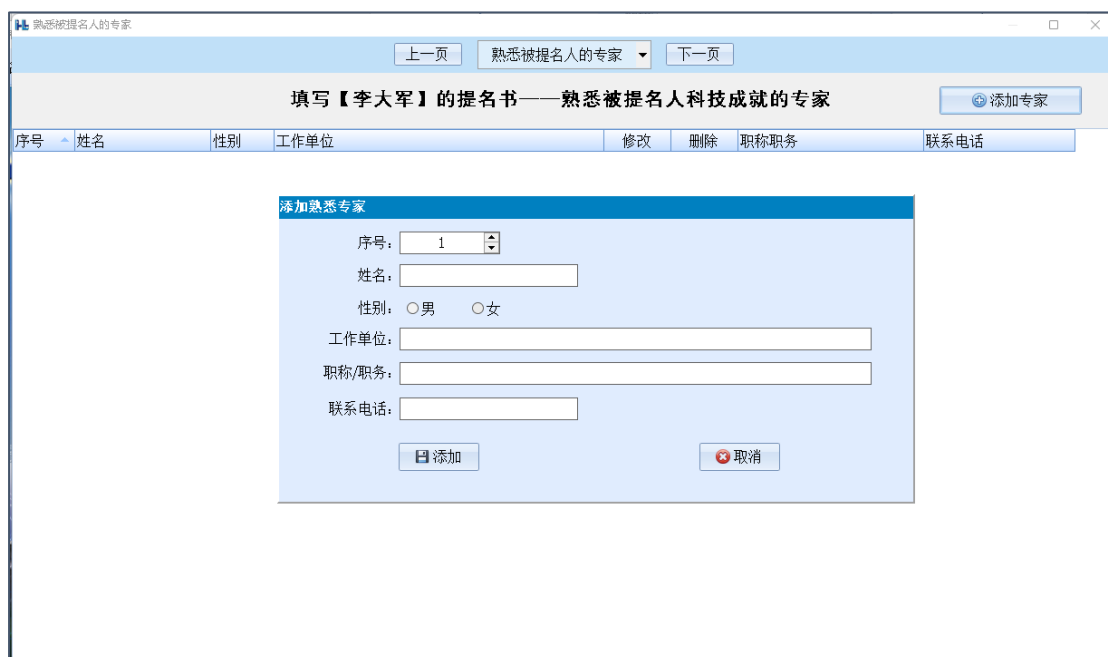 熟悉被提名人的专家
上一页 熟悉被提名人的专家 下一页
填写【李大军】的提名书——熟悉被提名人科技成就的专家 添加专家
序号 姓名 性别 工作单位 修改 删除 职称职务 联系电话
添加熟悉专家
序号: 1
姓名:
性别: 男 女
工作单位:
职称/职务:
联系电话:
添加 取消